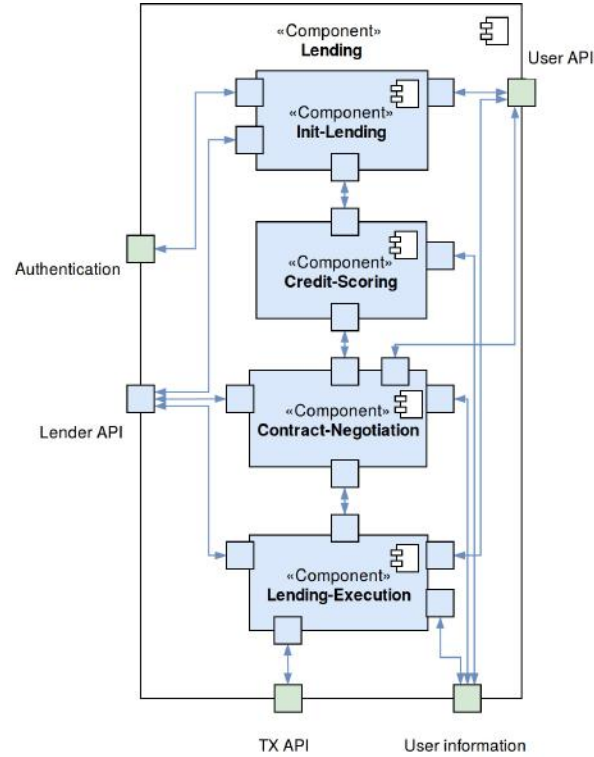 «Component»
Lending
User API
«Component»
Init-Lending
«Component»
Credit-Scoring
Authentication
«Component»
Contract-Negotiation
Lender API
«Component»
Lending-Execution
TX API
User information